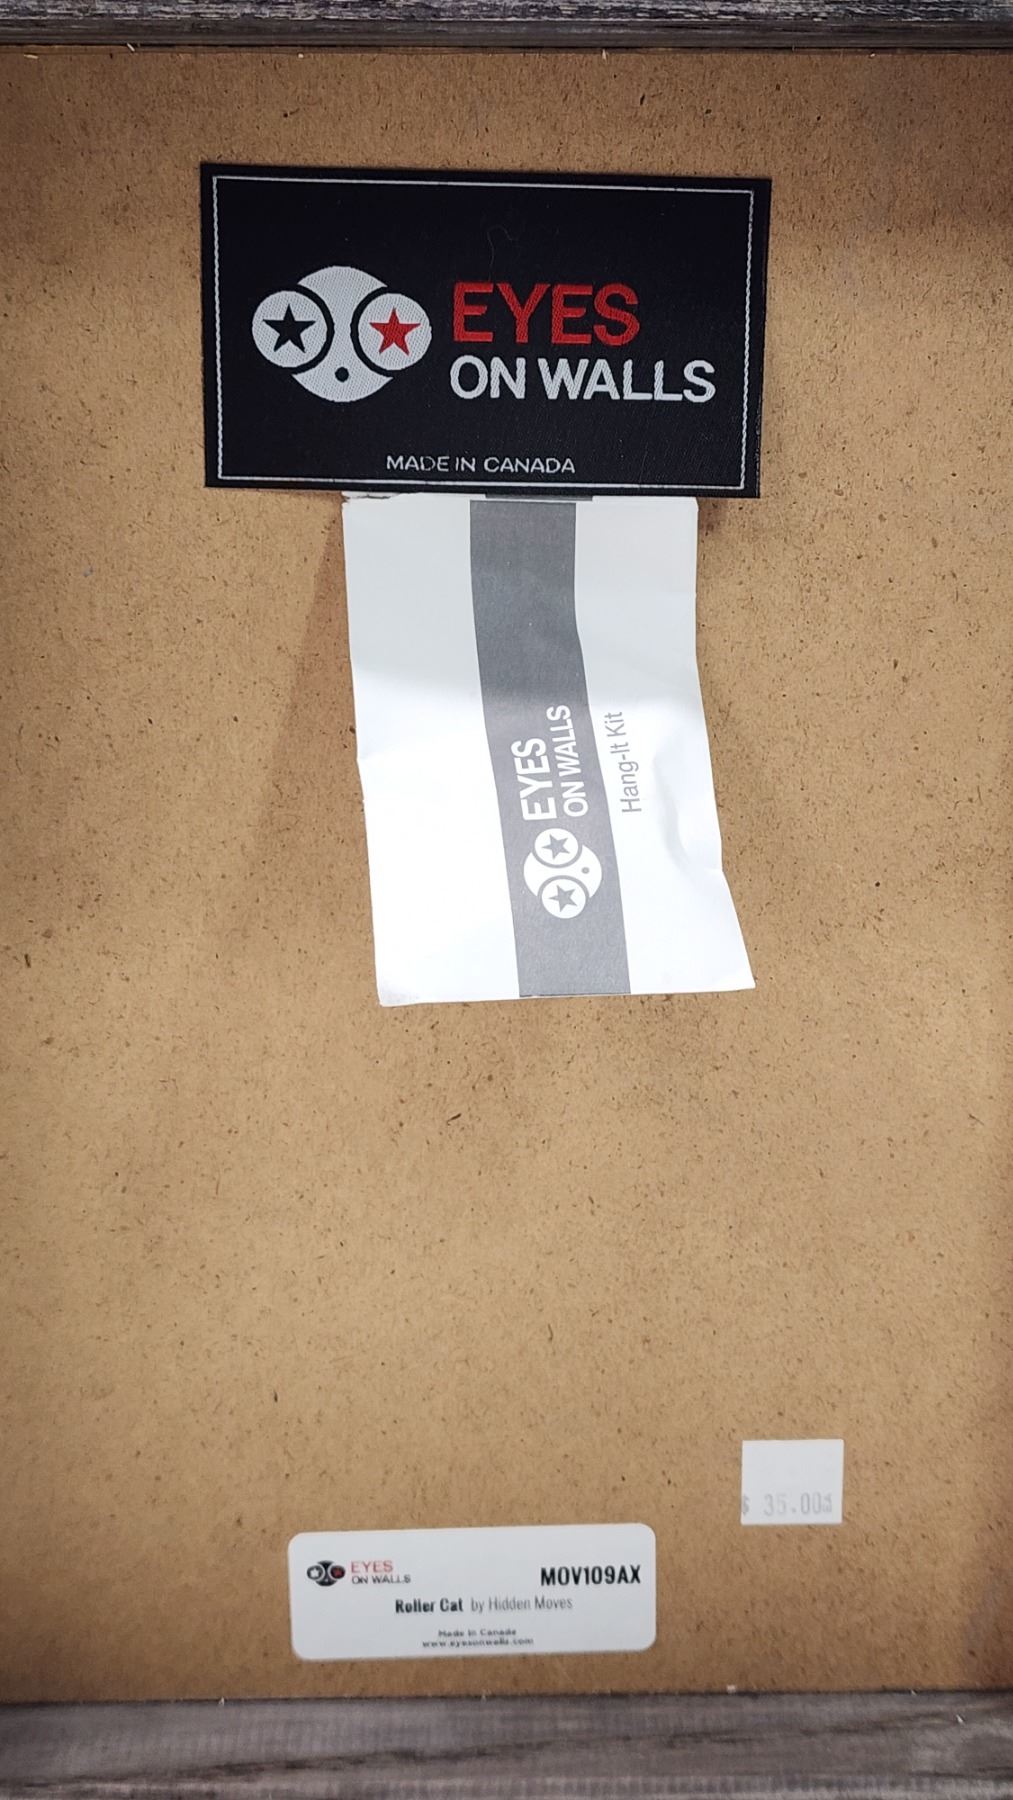 EYES
ON WALLS
MADE IN CANADA
EYES
ON WALLS
Hang-It Kit
$ 35.00
EYES
ON WALLS
MOV109AX
Roller Cat by Hidden Moves
Made in Canada
www.eyesonwalls.com